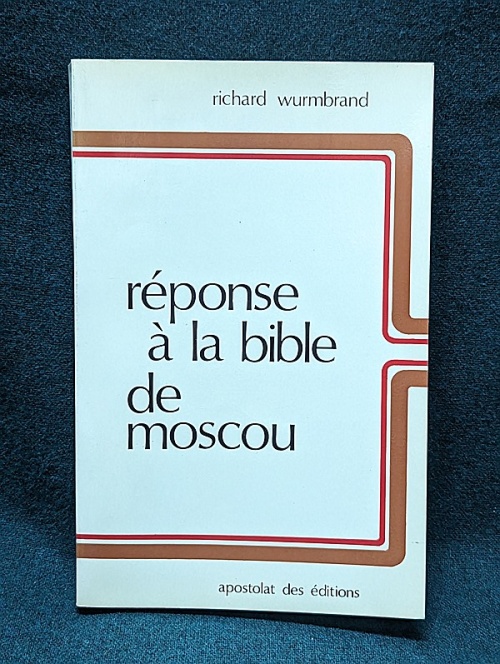 richard wurmbrand
réponse
à la bible
de
moscou
apostolat des éditions